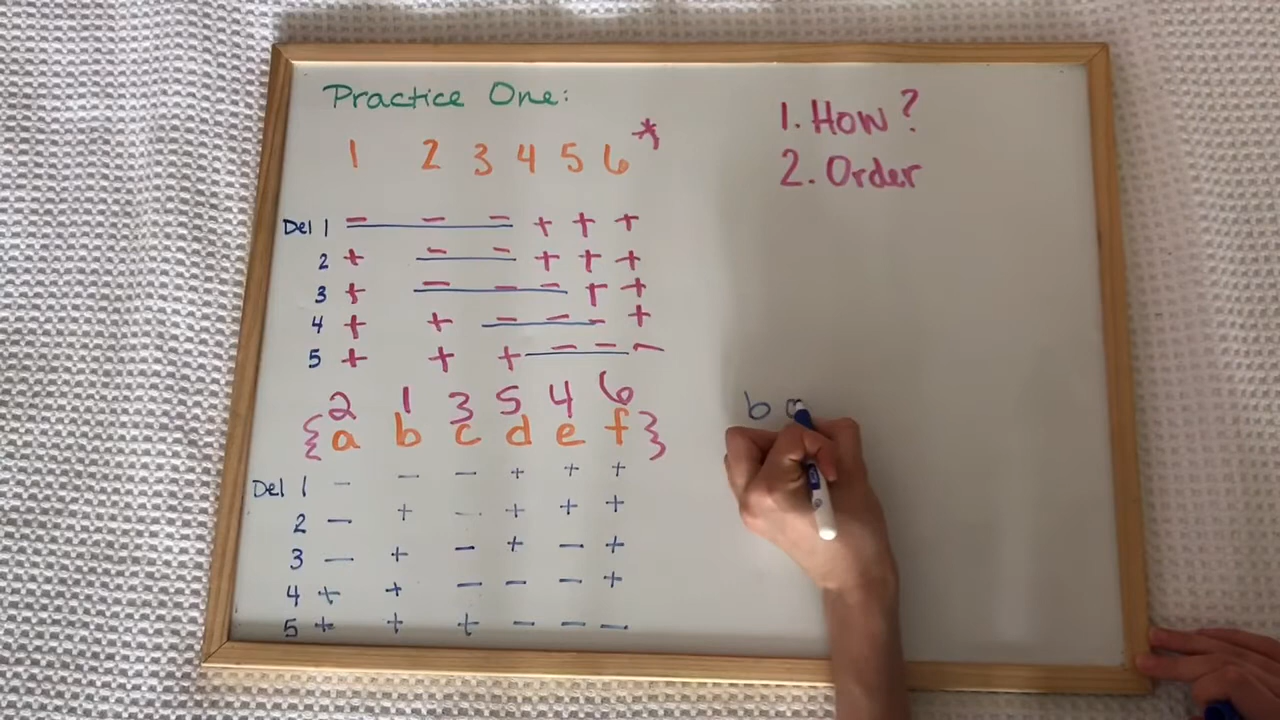 Practice One:
1 2 3 4 5 6 *
Del 1 - - - + + +
2 + - - + + +
3 + - - - + +
4 + + - - - +
5 + + + - - -
2 1 3 5 4 6
{ a b c d e f }
Del 1 - - - + + +
2 - + - + + +
3 - + - + - +
4 + + - - - +
5 + + + - - -
1. How?
2. Order
b a